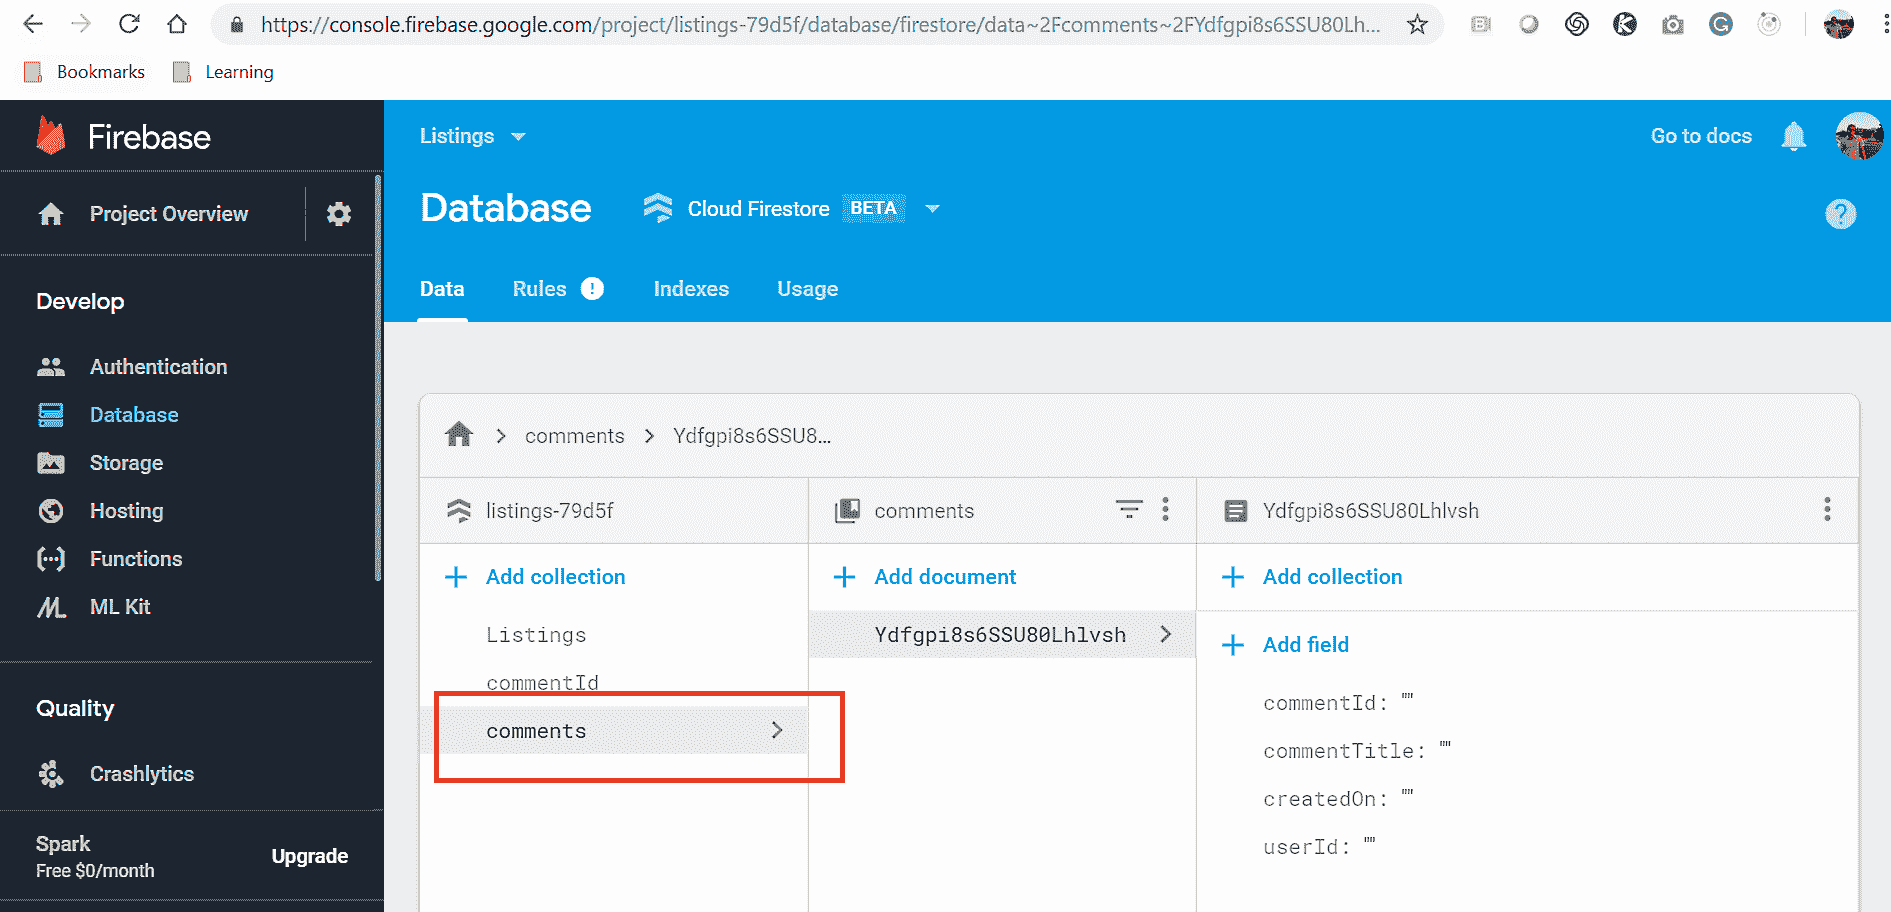 https://console.firebase.google.com/project/listings-79d5f/database/firestore/data~2Fcomments~2FYdfgpi8s6SSU80Lh...
Bookmarks
Learning
Firebase
Project Overview
Develop
Authentication
Database
Storage
Hosting
Functions
ML Kit
Quality
Crashlytics
Spark
Free $0/month
Upgrade
Listings
Go to docs
Database
Cloud Firestore BETA
Data
Rules
Indexes
Usage
comments
Ydfgpi8s6SSU8...
listings-79d5f
comments
Ydfgpi8s6SSU80Lhlvsh
Add collection
Add document
Add collection
Listings
commentId
comments
Ydfgpi8s6SSU80Lhlvsh
Add field
commentId: ""
commentTitle: ""
createdOn: ""
userId: ""